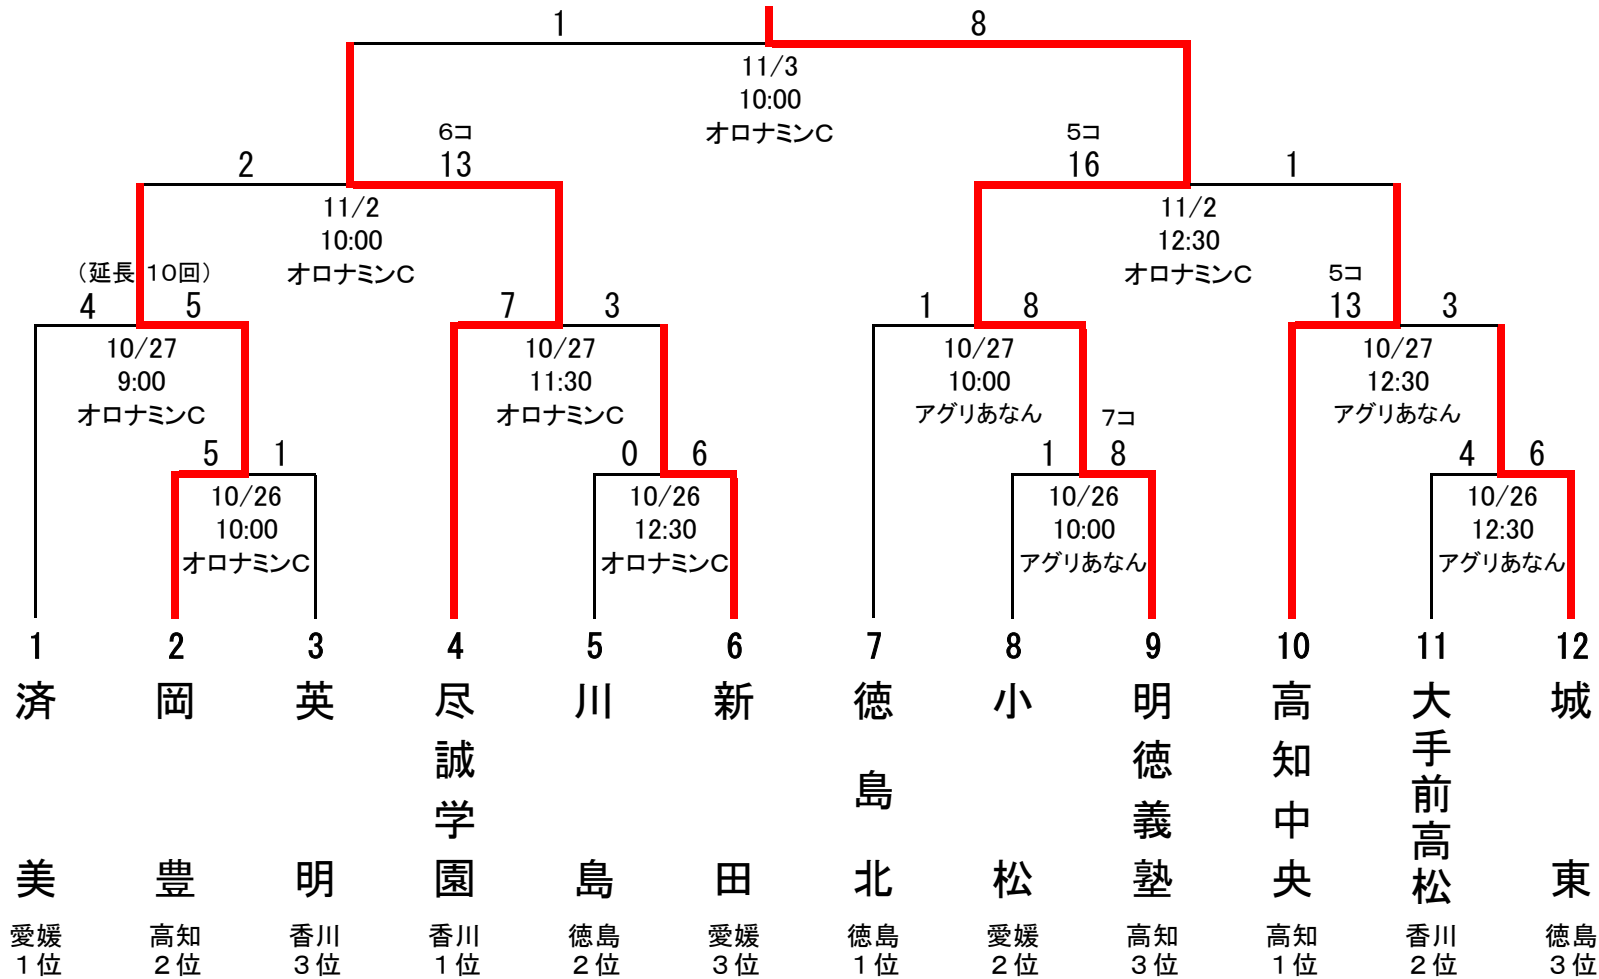 1 8
11/3
10:00
オロナミンC
6コ 5コ
2 13 16 1
11/2 11/2
10:00 12:30
オロナミンC オロナミンC
（延長 10回） 5コ
4 5 7 3 1 8 13 3
10/27 10/27 10/27 10/27
9:00 11:30 10:00 12:30
オロナミンC オロナミンC アグリあなん アグリあなん
7コ
5 1 0 6 1 8 4 6
10/26 10/26 10/26 10/26
10:00 12:30 10:00 12:30
オロナミンC オロナミンC アグリあなん アグリあなん
1 2 3 4 5 6 7 8 9 10 11 12
済美
岡豊
英明
尽誠学園
川島
新田
徳島北
小松
明徳義塾
高知中央
大手前高松
城東
愛媛 高知 香川 香川 徳島 愛媛 徳島 愛媛 高知 高知 香川 徳島
1位 2位 3位 1位 2位 3位 1位 2位 3位 1位 2位 3位